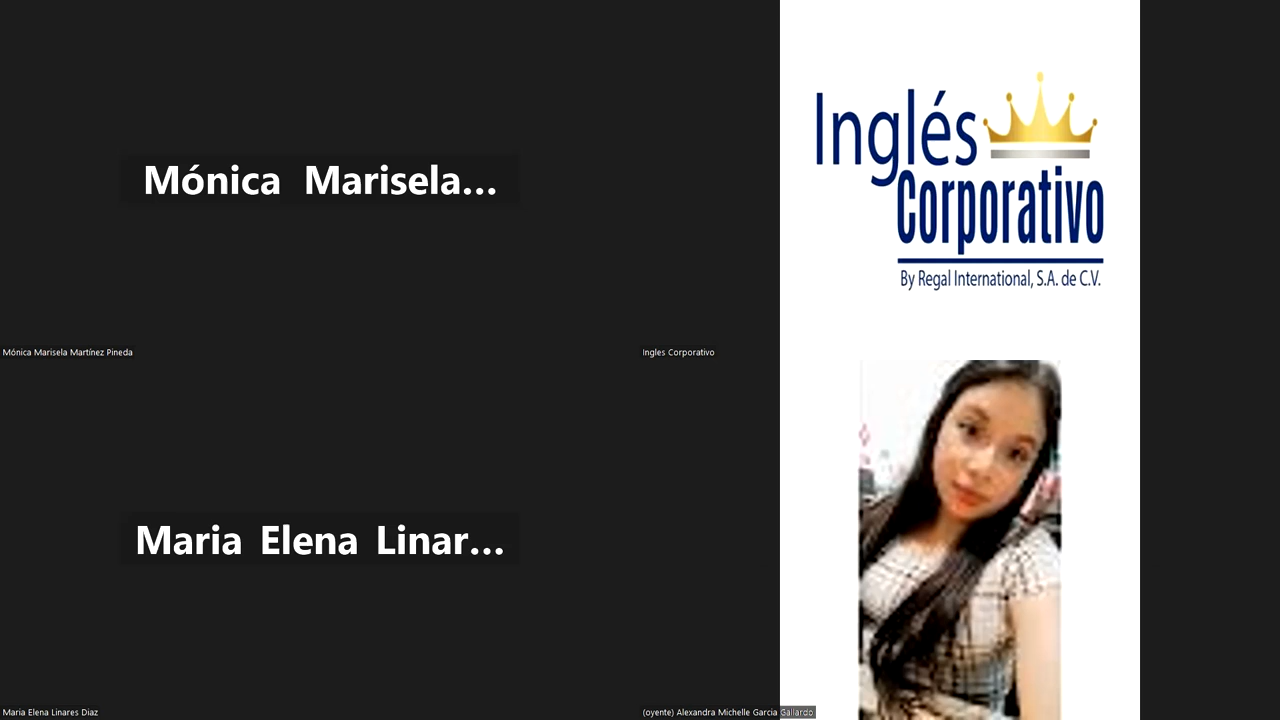 Mónica Marisela...
Mónica Marisela Martínez Pineda
Inglés
Corporativo
By Regal International, S.A. de C.V.
Ingles Corporativo
Maria Elena Linar...
Maria Elena Linares Diaz
(oyente) Alexandra Michelle Garcia Gallardo